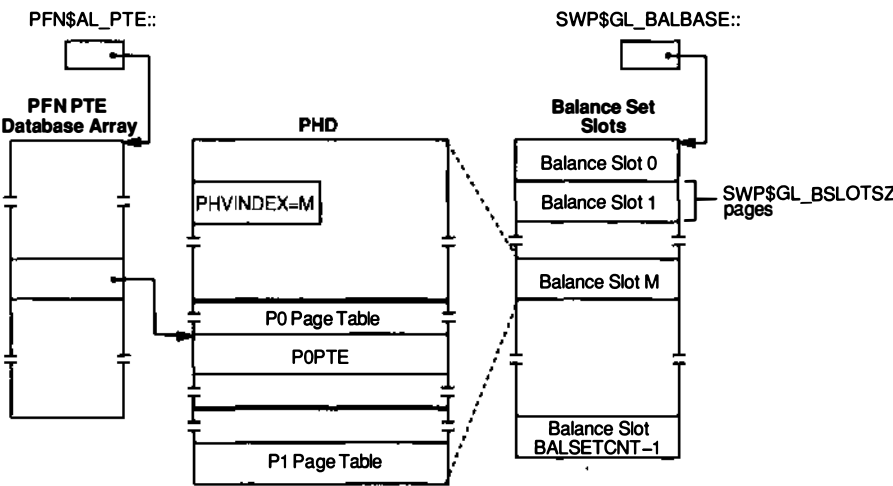 PFN$AL_PTE::
SWP$GL_BALBASE::
PFN PTE
Database Array
PHD
Balance Set
Slots
Balance Slot 0
PHVINDEX=M
Balance Slot 1
SWP$GL_BSLOTSZ
pages
Balance Slot M
P0 Page Table
P0PTE
Balance Slot
BALSETCNT–1
P1 Page Table